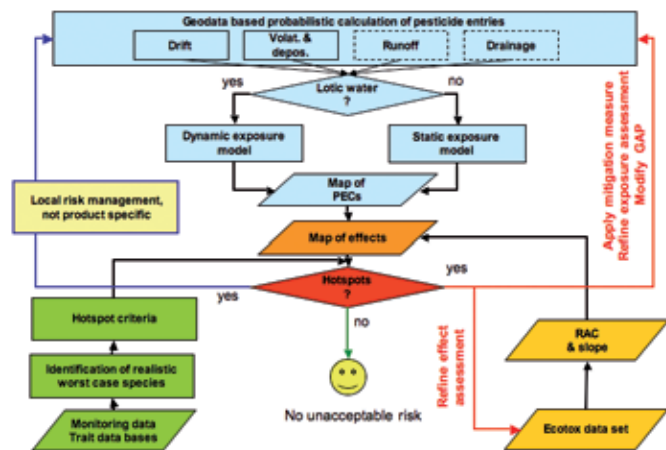 Geodata based probabilistic calculation of pesticide entries
Drift
Volat. &
depos.
Runoff
Drainage
yes
Lotic water
?
no
Dynamic exposure
model
Static exposure
model
Map of
PECs
Local risk management,
not product specific
Map of effects
Hotspots
?
yes
yes
no
Hotspot criteria
Identification of realistic
worst case species
Monitoring data
Trait data bases
No unacceptable risk
Refine effect
assessment
RAC
& slope
Ecotox data set
Apply mitigation measure
Refine exposure assessment
Modify GAP